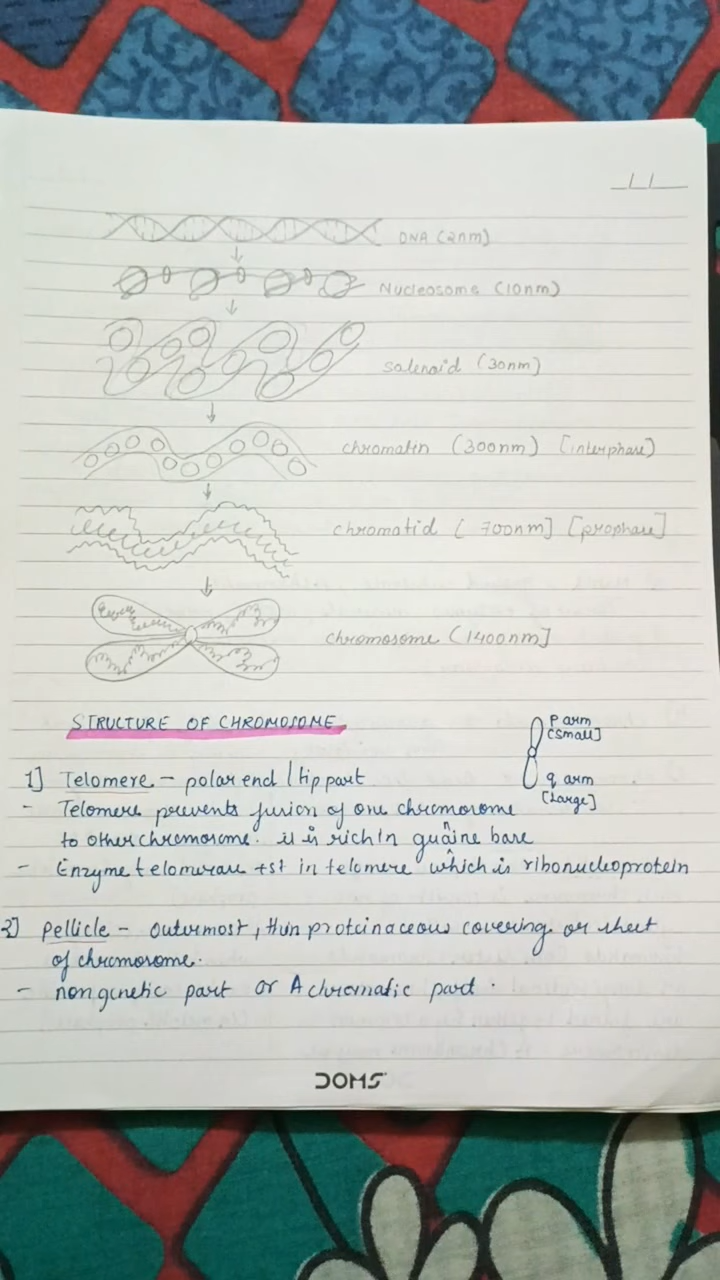 DNA (2nm)
Nucleosome (10nm)
salenoid (30nm)
chromatin (300nm) [interphase]
chromatid [ 700nm] [prophase]
chromosome (1400nm]
STRUCTURE OF CHROMOSOME
P arm
[small]
q arm
[Large]
1] Telomere - polar end / tip part
- Telomere prevents fusion of one chromosome
to other chromosome. it is rich in guanine base
- Enzyme telomerase +st in telomere which is ribonucleoprotein
2] Pellicle - outermost, thin proteinaceous covering or sheet
of chromosome.
- non genetic part or Achromatic part.
DOMS